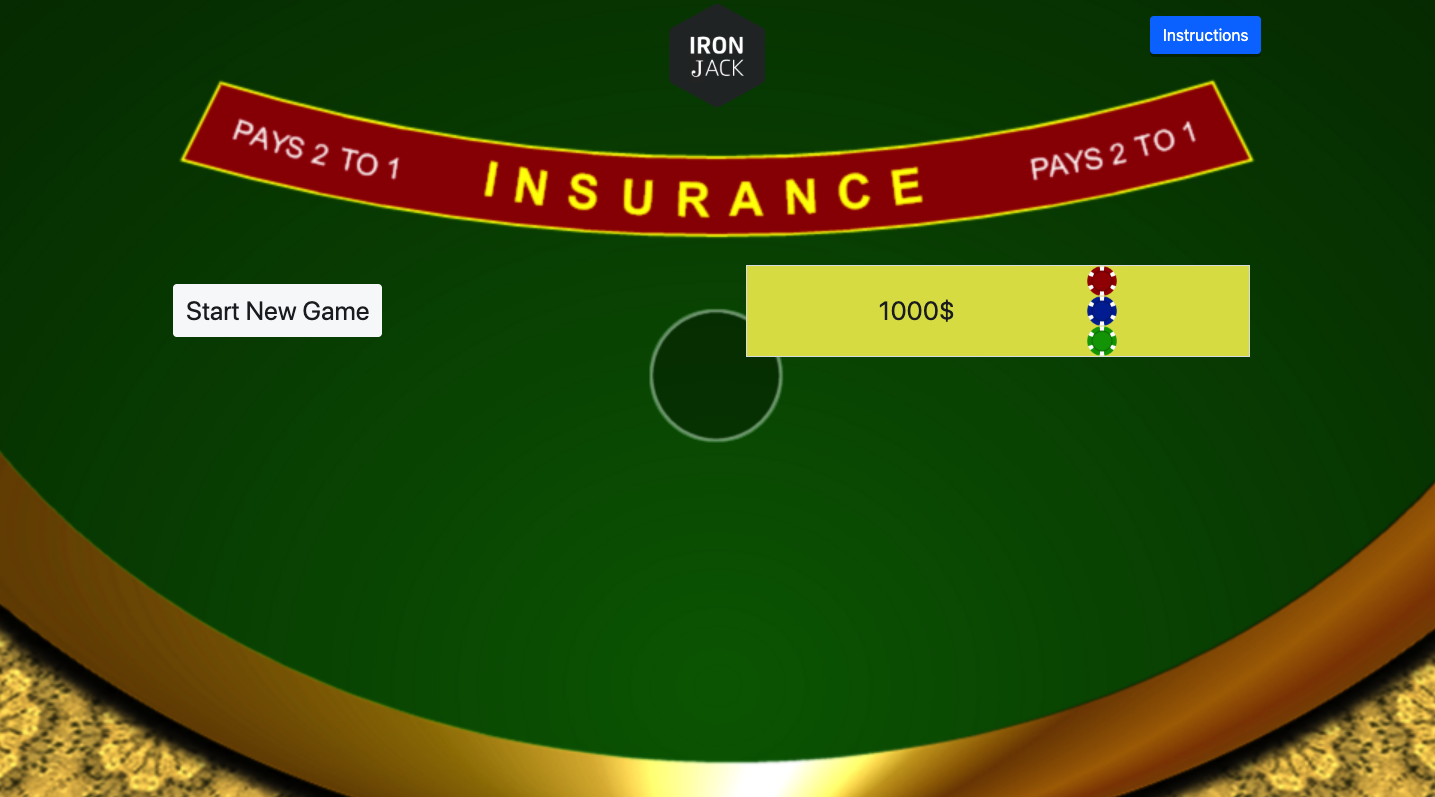 IRON
JACK
Instructions
PAYS 2 TO 1
INSURANCE
PAYS 2 TO 1
Start New Game
1000$